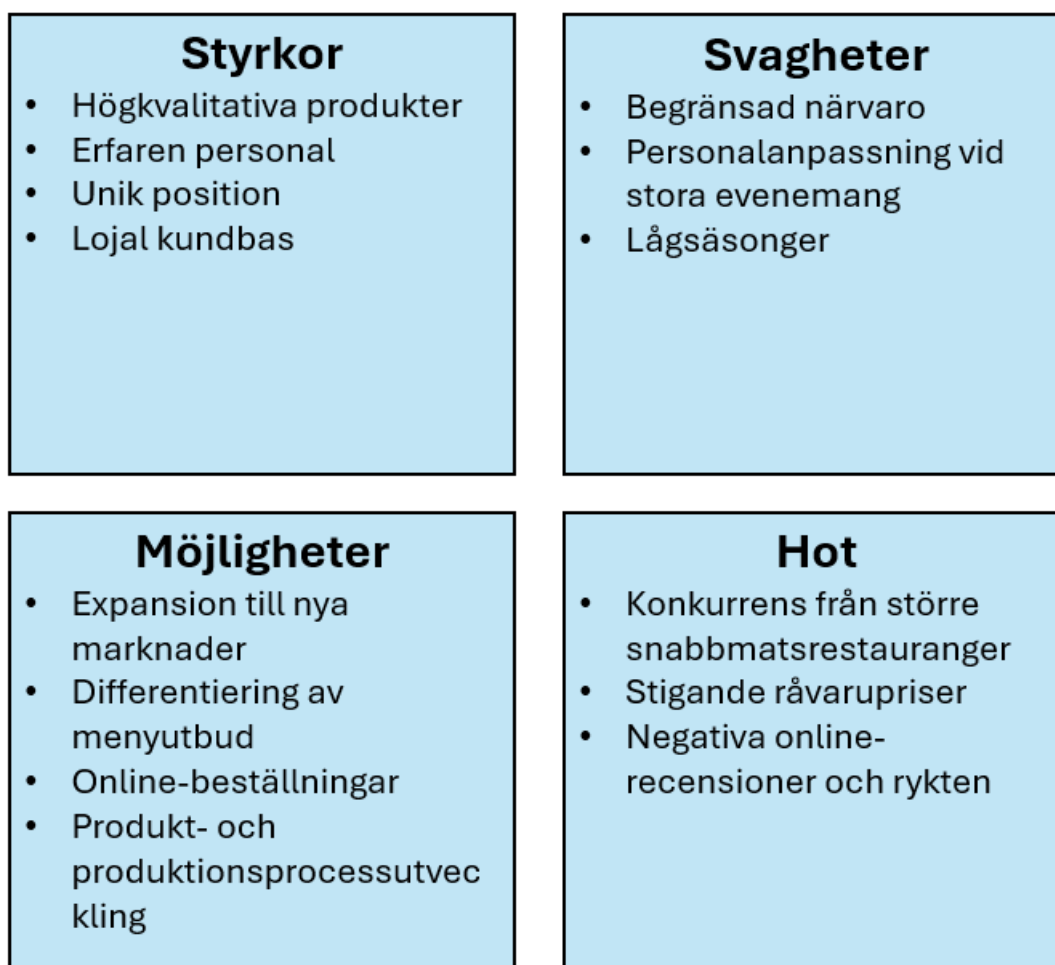 Styrkor
• Högkvalitativa produkter
• Erfaren personal
• Unik position
• Lojal kundbas
Svagheter
• Begränsad närvaro
• Personalanpassning vid
stora evenemang
• Lågsäsonger
Möjligheter
• Expansion till nya
marknader
• Differentiering av
menyutbud
• Online-beställningar
• Produkt- och
produktionsprocessutvec
kling
Hot
• Konkurrens från större
snabbmatsrestauranger
• Stigande råvarupriser
• Negativa online-
recensioner och rykten